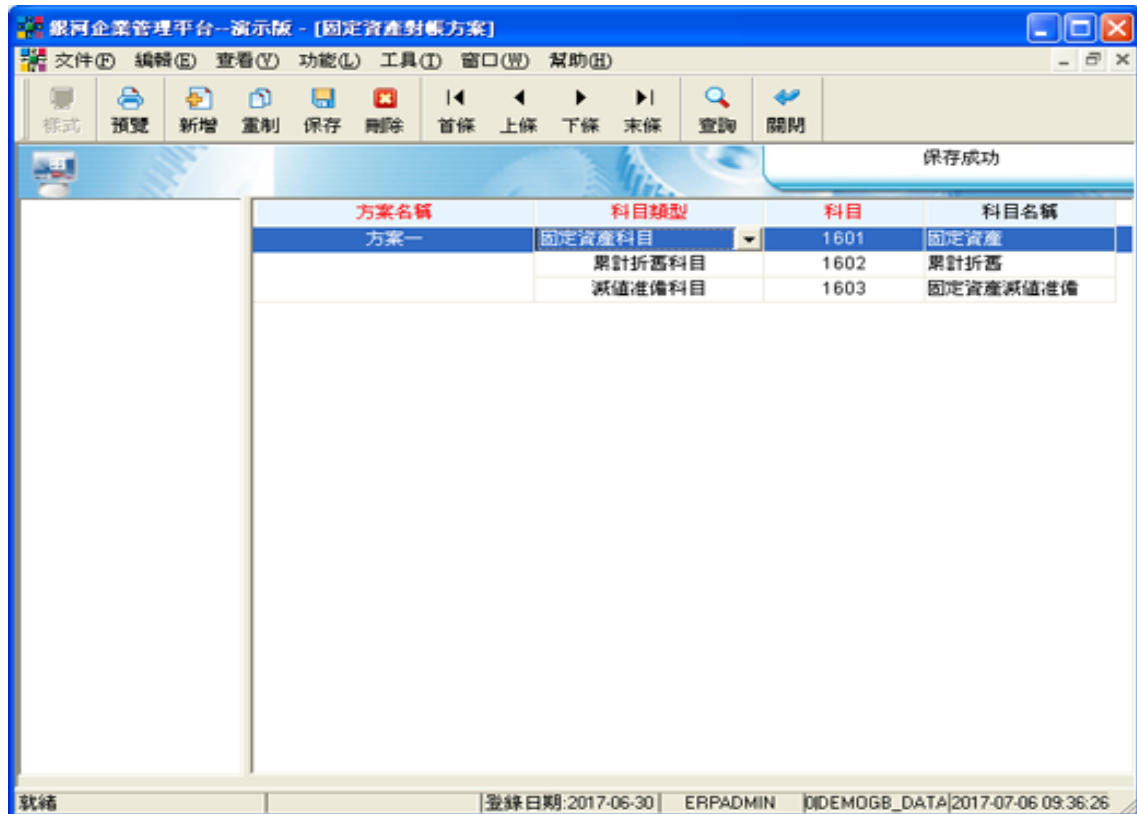 銀河企業管理平台--演示版 - [固定資產對帳方案]
文件(F) 編輯(E) 查看(V) 功能(L) 工具(T) 窗口(W) 幫助(H)
樣式 預覽 新增 重制 保存 刪除 首條 上條 下條 末條 查詢 關閉
保存成功
方案名稱 科目類型 科目 科目名稱
方案一 固定資產科目 1601 固定資產
累計折舊科目 1602 累計折舊
減值准備科目 1603 固定資產減值准備
就緒 登錄日期:2017-06-30 ERPADMIN 0|DEMOGB_DATA 2017-07-06 09:36:26